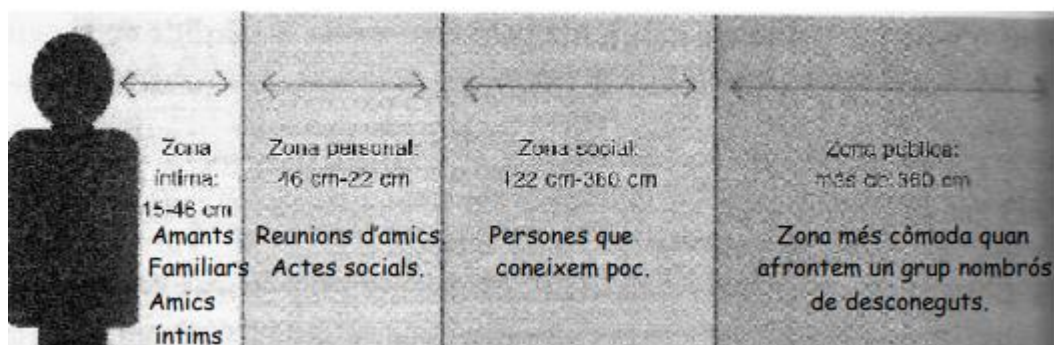 Zona
íntima:
15-46 cm
Amants
Familiars
Amics
íntims
Zona personal:
46 cm-22 cm
Reunions d'amics
Actes socials.
Zona social:
122 cm-360 cm
Persones que
coneixem poc.
Zona pública:
más de 360 cm
Zona més còmoda quan
afrontem un grup nombrós
de desconeguts.